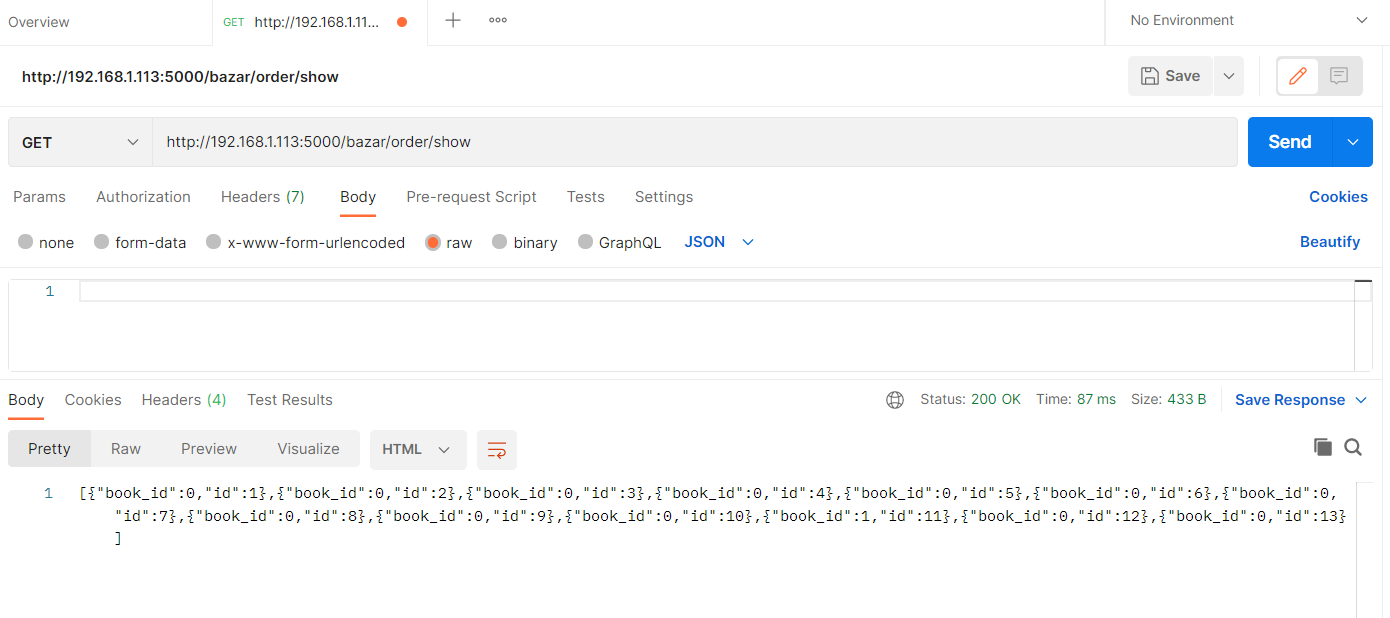 Overview
GET http://192.168.1.11...
No Environment
http://192.168.1.113:5000/bazar/order/show
Save
GET http://192.168.1.113:5000/bazar/order/show
Send
Params Authorization Headers (7) Body Pre-request Script Tests Settings
Cookies
none form-data x-www-form-urlencoded raw binary GraphQL JSON
Beautify
1
Body Cookies Headers (4) Test Results
Status: 200 OK Time: 87 ms Size: 433 B Save Response
Pretty Raw Preview Visualize HTML
1 [{"book_id":0,"id":1},{"book_id":0,"id":2},{"book_id":0,"id":3},{"book_id":0,"id":4},{"book_id":0,"id":5},{"book_id":0,"id":6},{"book_id":0,
"id":7},{"book_id":0,"id":8},{"book_id":0,"id":9},{"book_id":0,"id":10},{"book_id":1,"id":11},{"book_id":0,"id":12},{"book_id":0,"id":13}
]